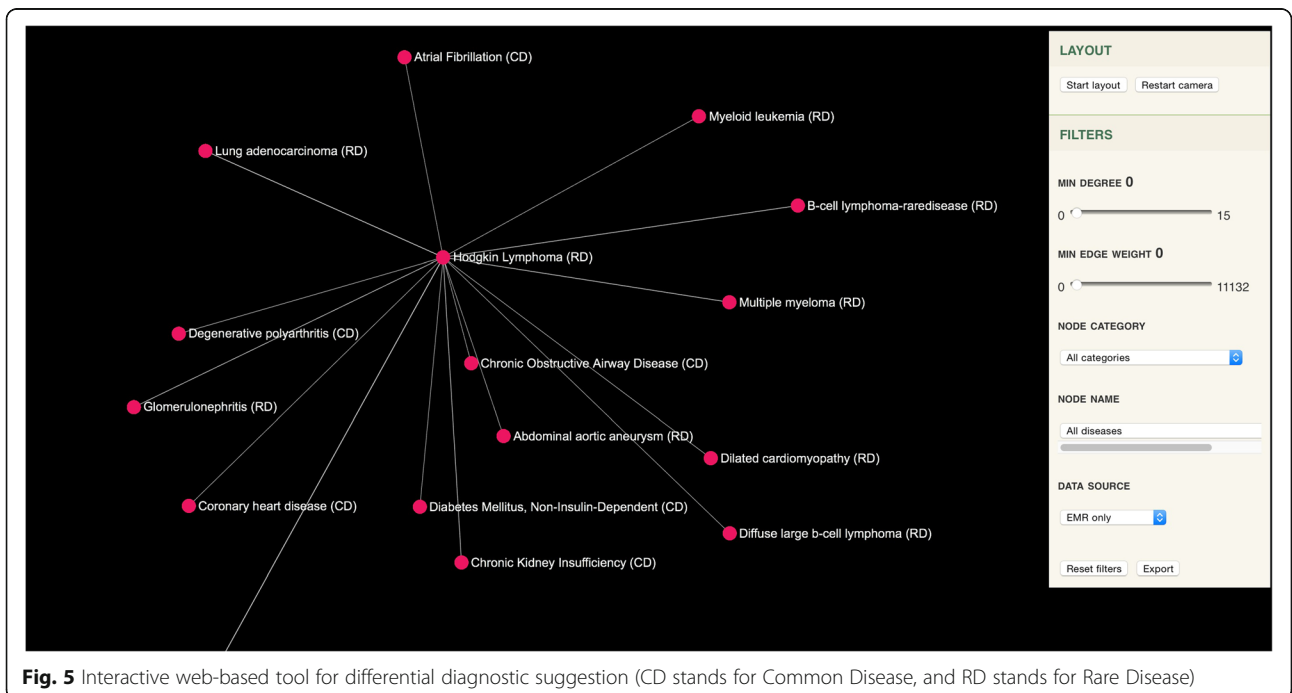 Atrial Fibrillation (CD)
Myeloid leukemia (RD)
Lung adenocarcinoma (RD)
B-cell lymphoma-raredisease (RD)
Hodgkin Lymphoma (RD)
Multiple myeloma (RD)
Degenerative polyarthritis (CD)
Chronic Obstructive Airway Disease (CD)
Glomerulonephritis (RD)
Abdominal aortic aneurysm (RD)
Dilated cardiomyopathy (RD)
Coronary heart disease (CD)
Diabetes Mellitus, Non-Insulin-Dependent (CD)
Diffuse large b-cell lymphoma (RD)
Chronic Kidney Insufficiency (CD)
LAYOUT
Start layout Restart camera
FILTERS
MIN DEGREE 0
0 15
MIN EDGE WEIGHT 0
0 11132
NODE CATEGORY
All categories
NODE NAME
All diseases
DATA SOURCE
EMR only
Reset filters Export
Fig. 5 Interactive web-based tool for differential diagnostic suggestion (CD stands for Common Disease, and RD stands for Rare Disease)